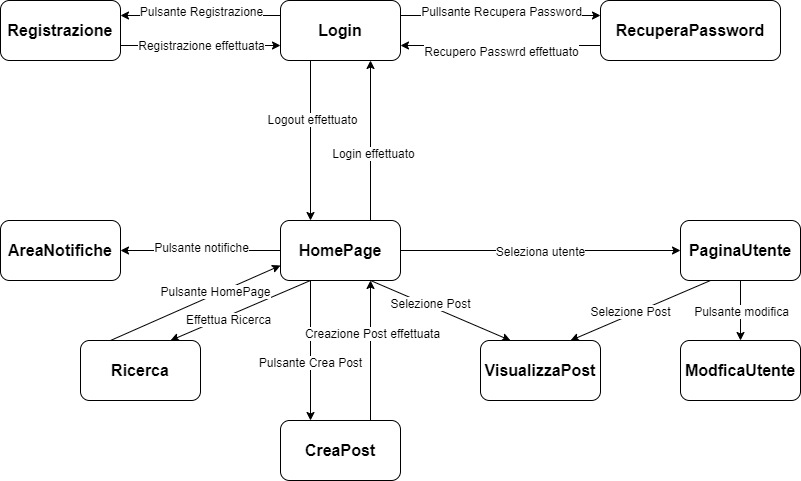 Registrazione
Pulsante Registrazione
Registrazione effettuata
Login
Pullsante Recupera Password
Recupero Passwrd effettuato
RecuperaPassword
Logout effettuato
Login effettuato
AreaNotifiche
Pulsante notifiche
HomePage
Seleziona utente
PaginaUtente
Pulsante HomePage
Effettua Ricerca
Selezione Post
Selezione Post
Pulsante modifica
Creazione Post effettuata
Pulsante Crea Post
Ricerca
VisualizzaPost
ModficaUtente
CreaPost